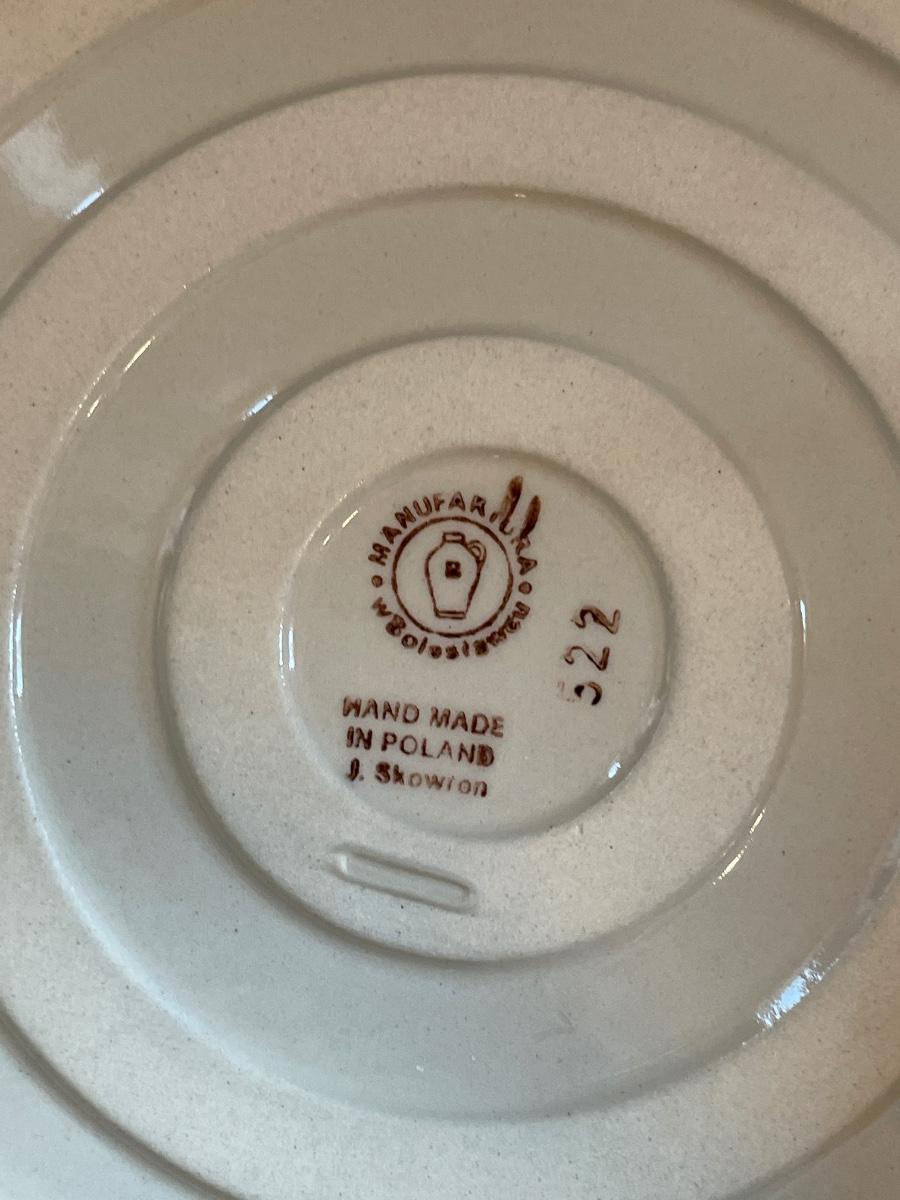 MANUFAKTURA
w Bolesławcu
HAND MADE
IN POLAND
J. Skowron
522